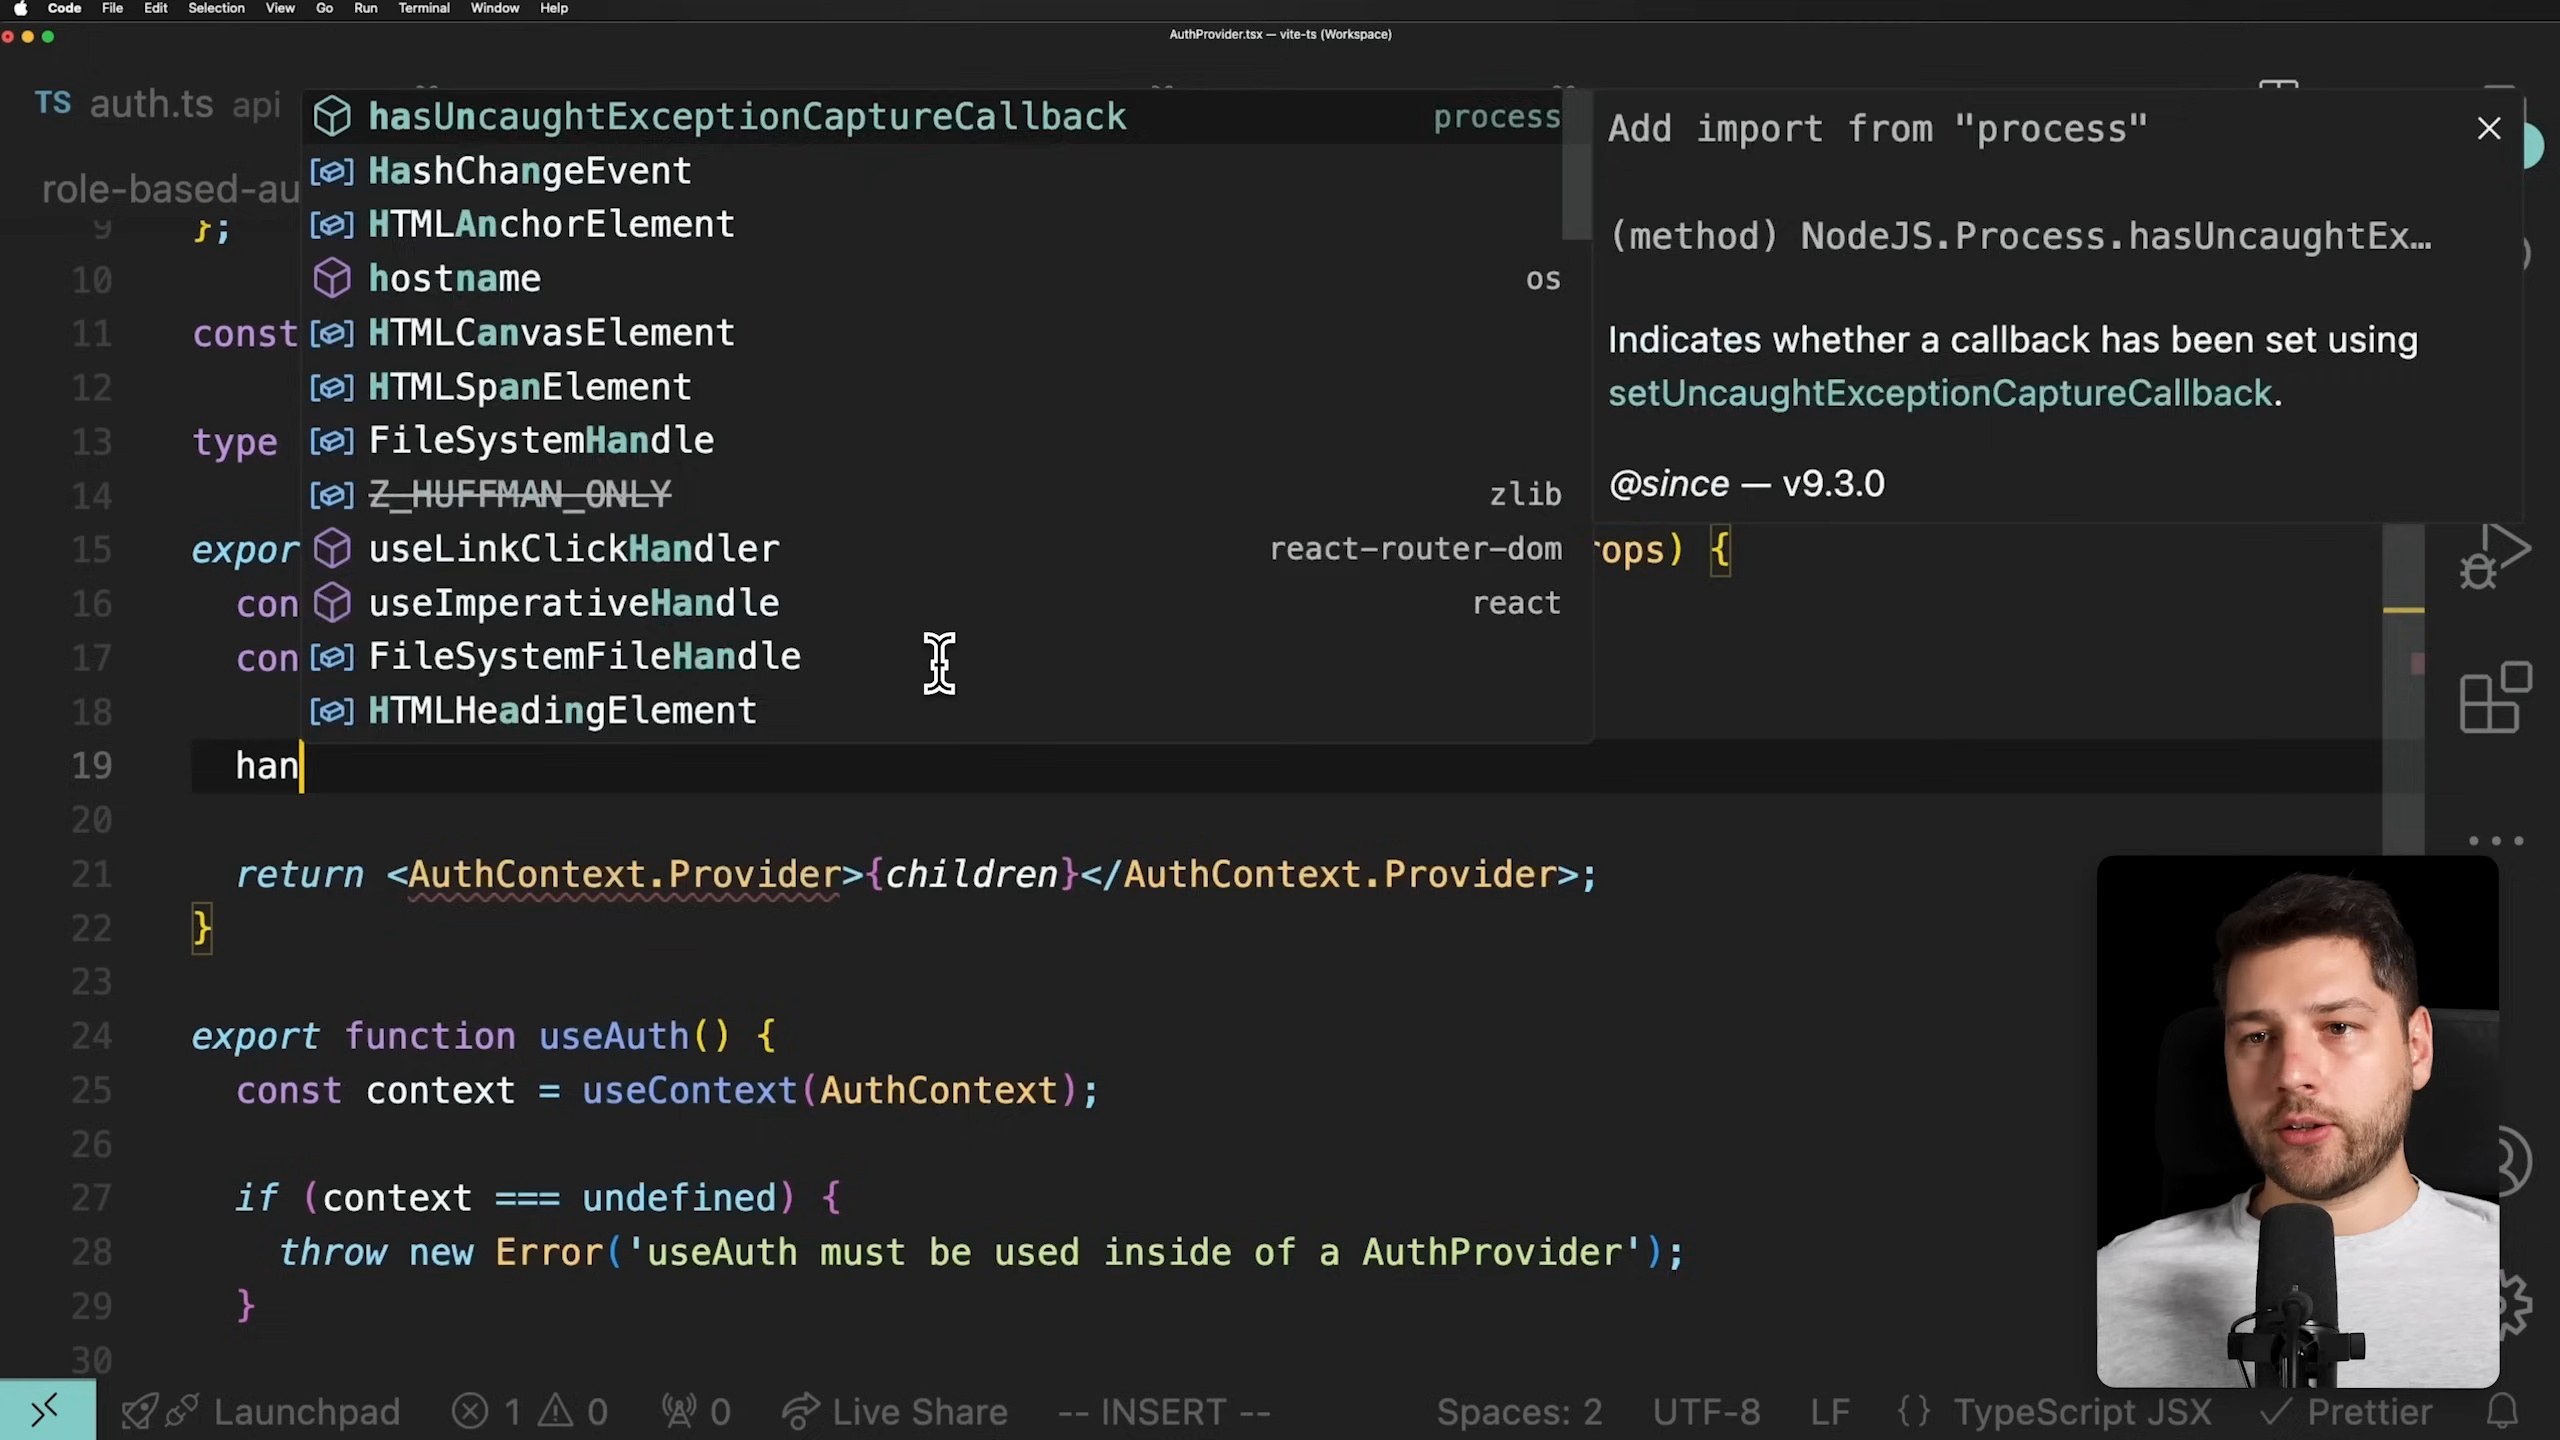 Code File Edit Selection View Go Run Terminal Window Help
AuthProvider.tsx — vite-ts (Workspace)
TS auth.ts api
role-based-au
hasUncaughtExceptionCaptureCallback process
HashChangeEvent
HTMLAnchorElement
hostname os
HTMLCanvasElement
HTMLSpanElement
FileSystemHandle
Z_HUFFMAN_ONLY zlib
useLinkClickHandler react-router-dom
useImperativeHandle react
FileSystemFileHandle
HTMLHeadingElement
Add import from "process"
(method) NodeJS.Process.hasUncaughtEx…
Indicates whether a callback has been set using
setUncaughtExceptionCaptureCallback.
@since — v9.3.0
9 };
10
11 const
12
13 type
14
15 expor rops) {
16 con
17 con
18
19 han
20
21 return <AuthContext.Provider>{children}</AuthContext.Provider>;
22 }
23
24 export function useAuth() {
25 const context = useContext(AuthContext);
26
27 if (context === undefined) {
28 throw new Error('useAuth must be used inside of a AuthProvider');
29 }
30
Launchpad 1 0 0 Live Share -- INSERT -- Spaces: 2 UTF-8 LF {} TypeScript JSX Prettier